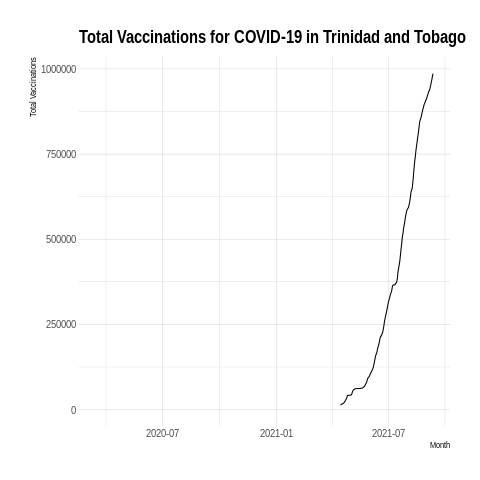 Total Vaccinations for COVID-19 in Trinidad and Tobago
Total Vaccinations
1000000
750000
500000
250000
0
2020-07 2021-01 2021-07
Month